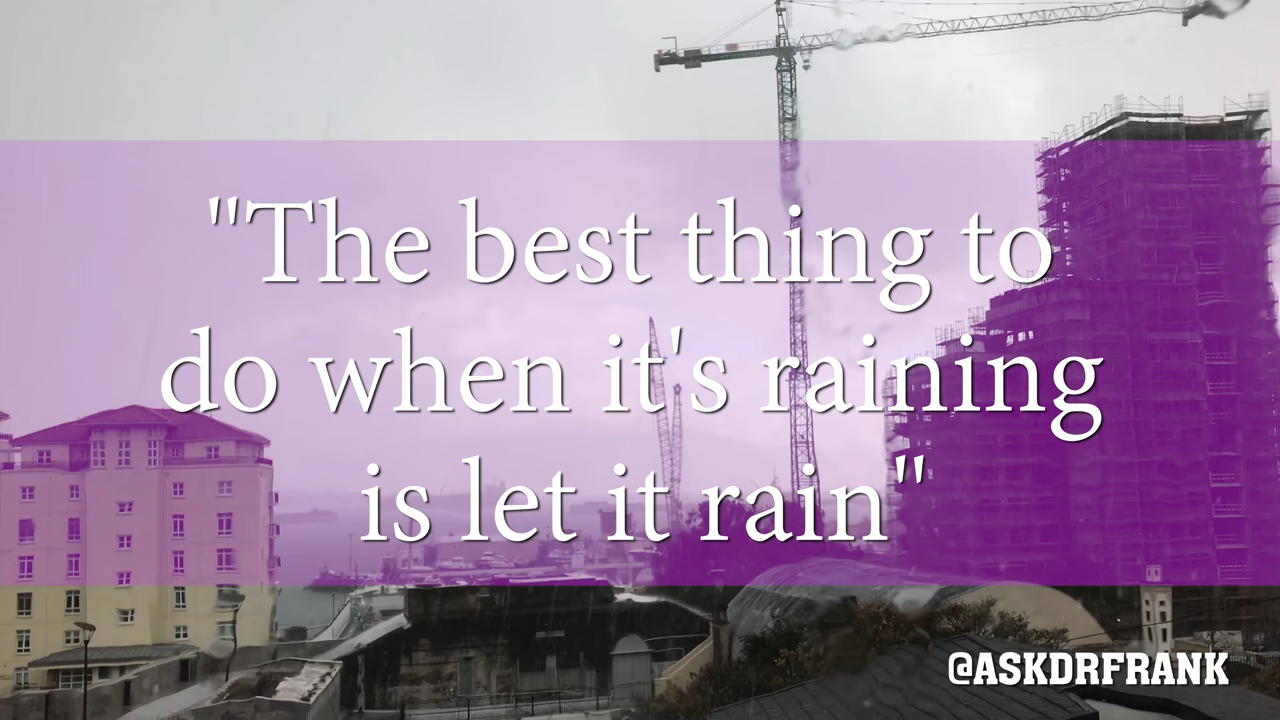 "The best thing to
do when it's raining
is let it rain"
@ASKDRFRANK